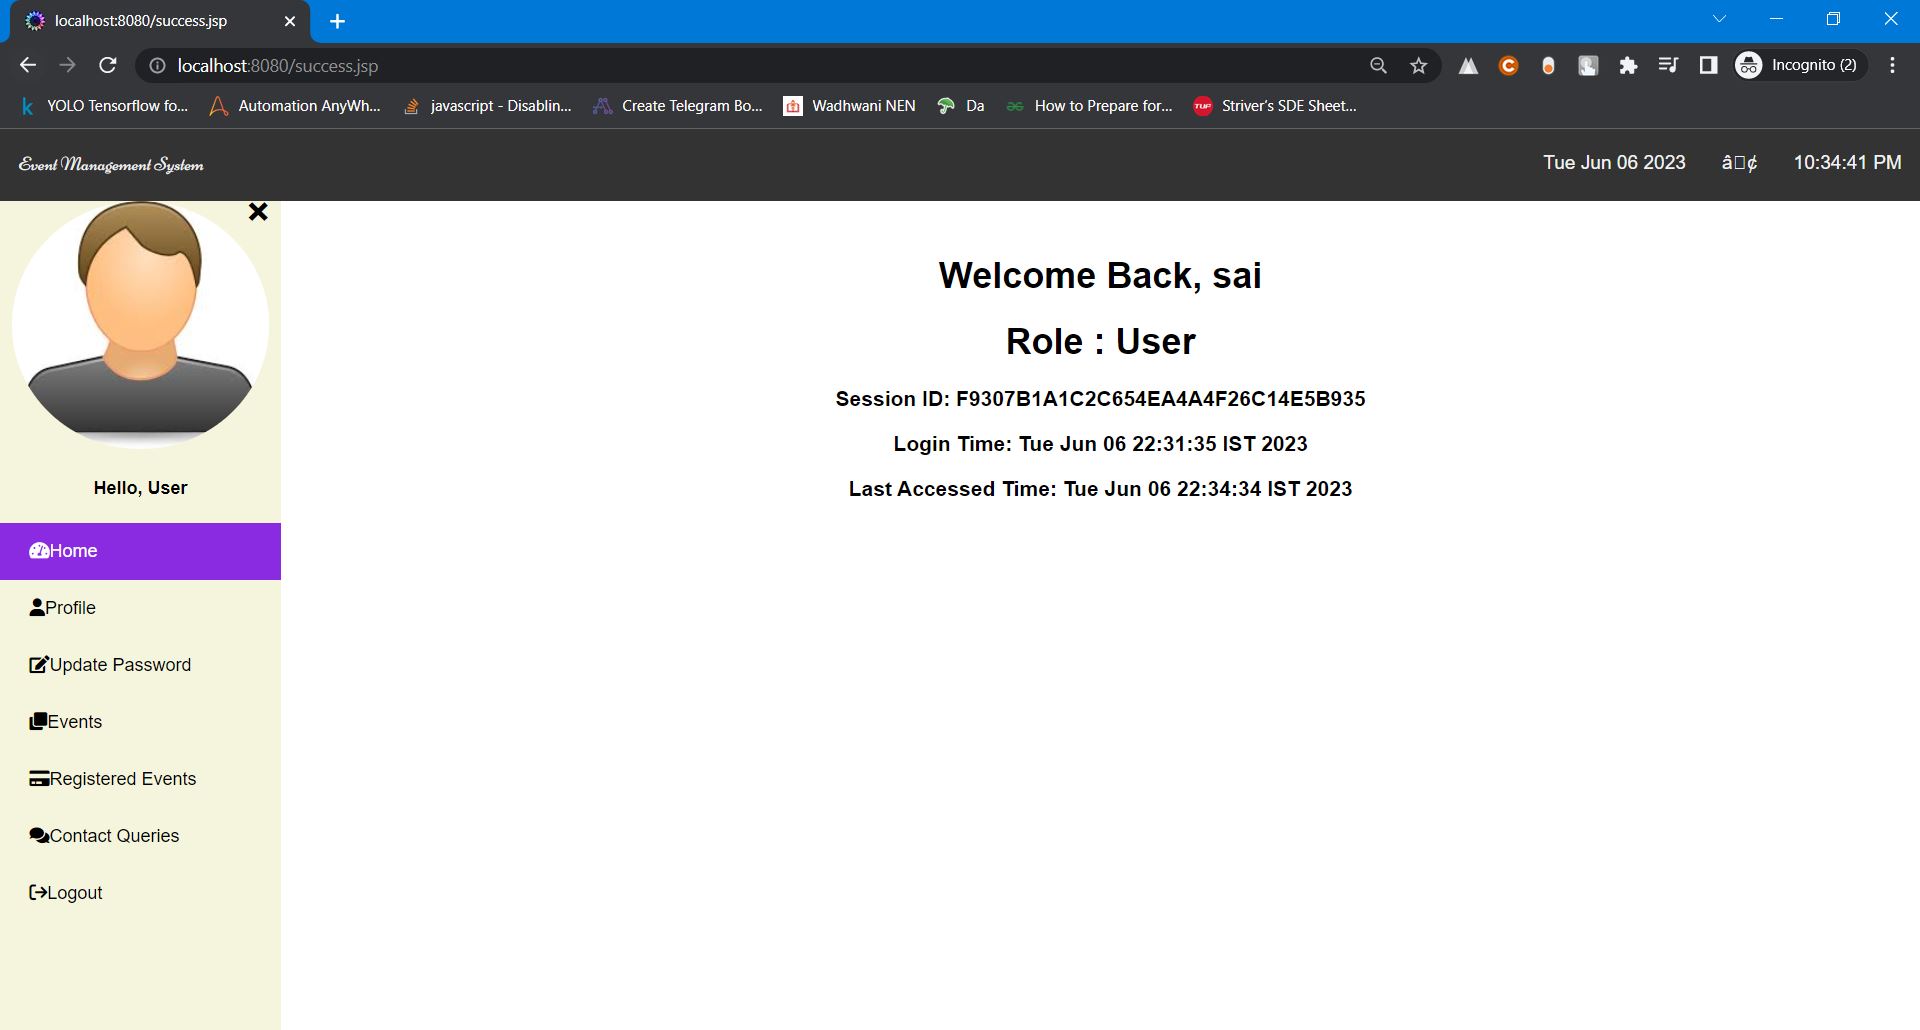 localhost:8080/success.jsp
localhost:8080/success.jsp
Incognito (2)
YOLO Tensorflow fo... Automation AnyWh... javascript - Disablin... Create Telegram Bo... Wadhwani NEN Da How to Prepare for... TUF Striver's SDE Sheet...
Event Management System Tue Jun 06 2023 â□¢ 10:34:41 PM
Welcome Back, sai
Role : User
Session ID: F9307B1A1C2C654EA4A4F26C14E5B935
Login Time: Tue Jun 06 22:31:35 IST 2023
Last Accessed Time: Tue Jun 06 22:34:34 IST 2023
Hello, User
Home
Profile
Update Password
Events
Registered Events
Contact Queries
Logout